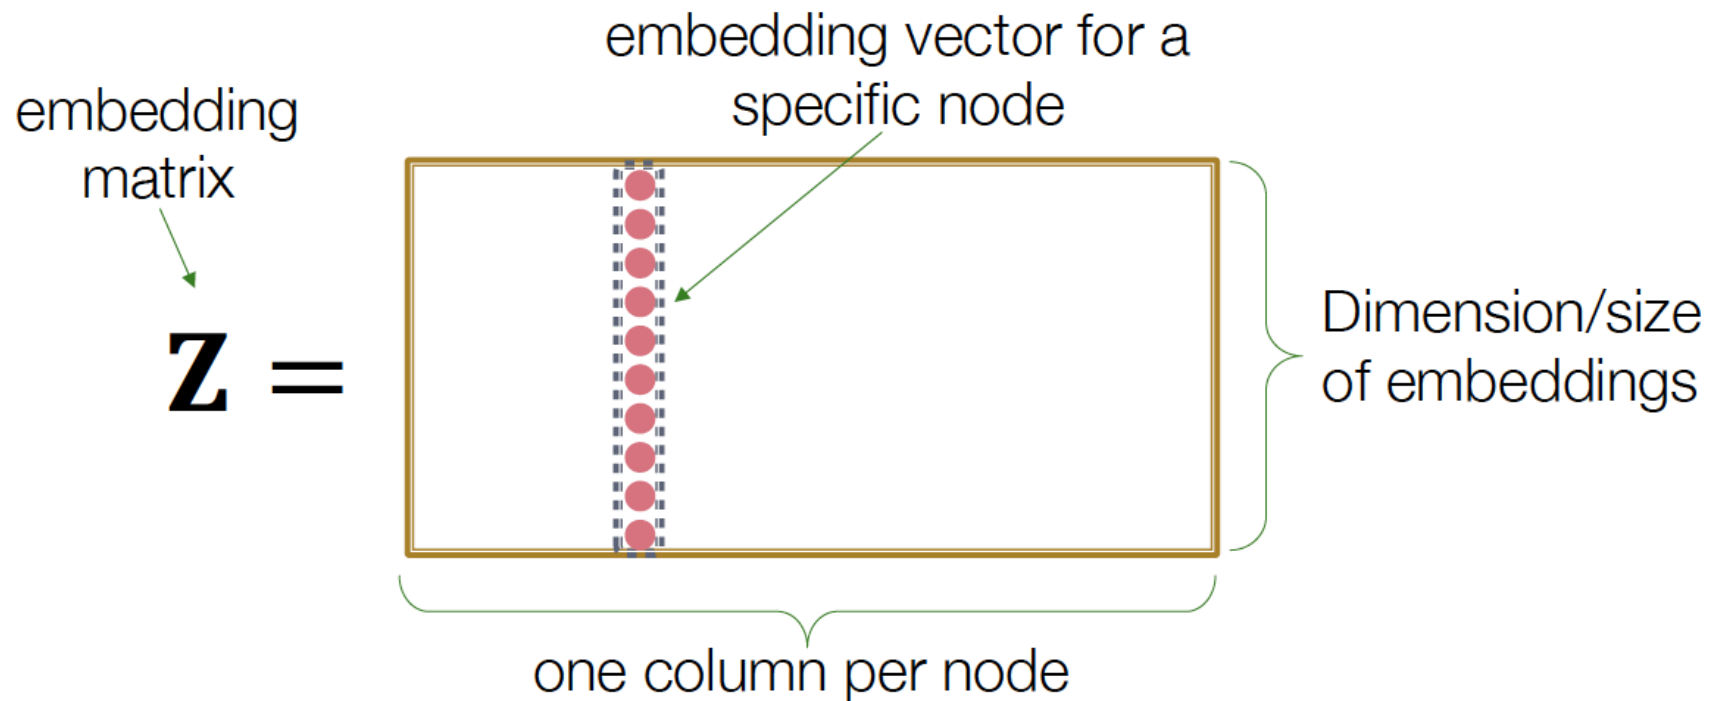 embedding vector for a
specific node
embedding
matrix
Z =
Dimension/size
of embeddings
one column per node